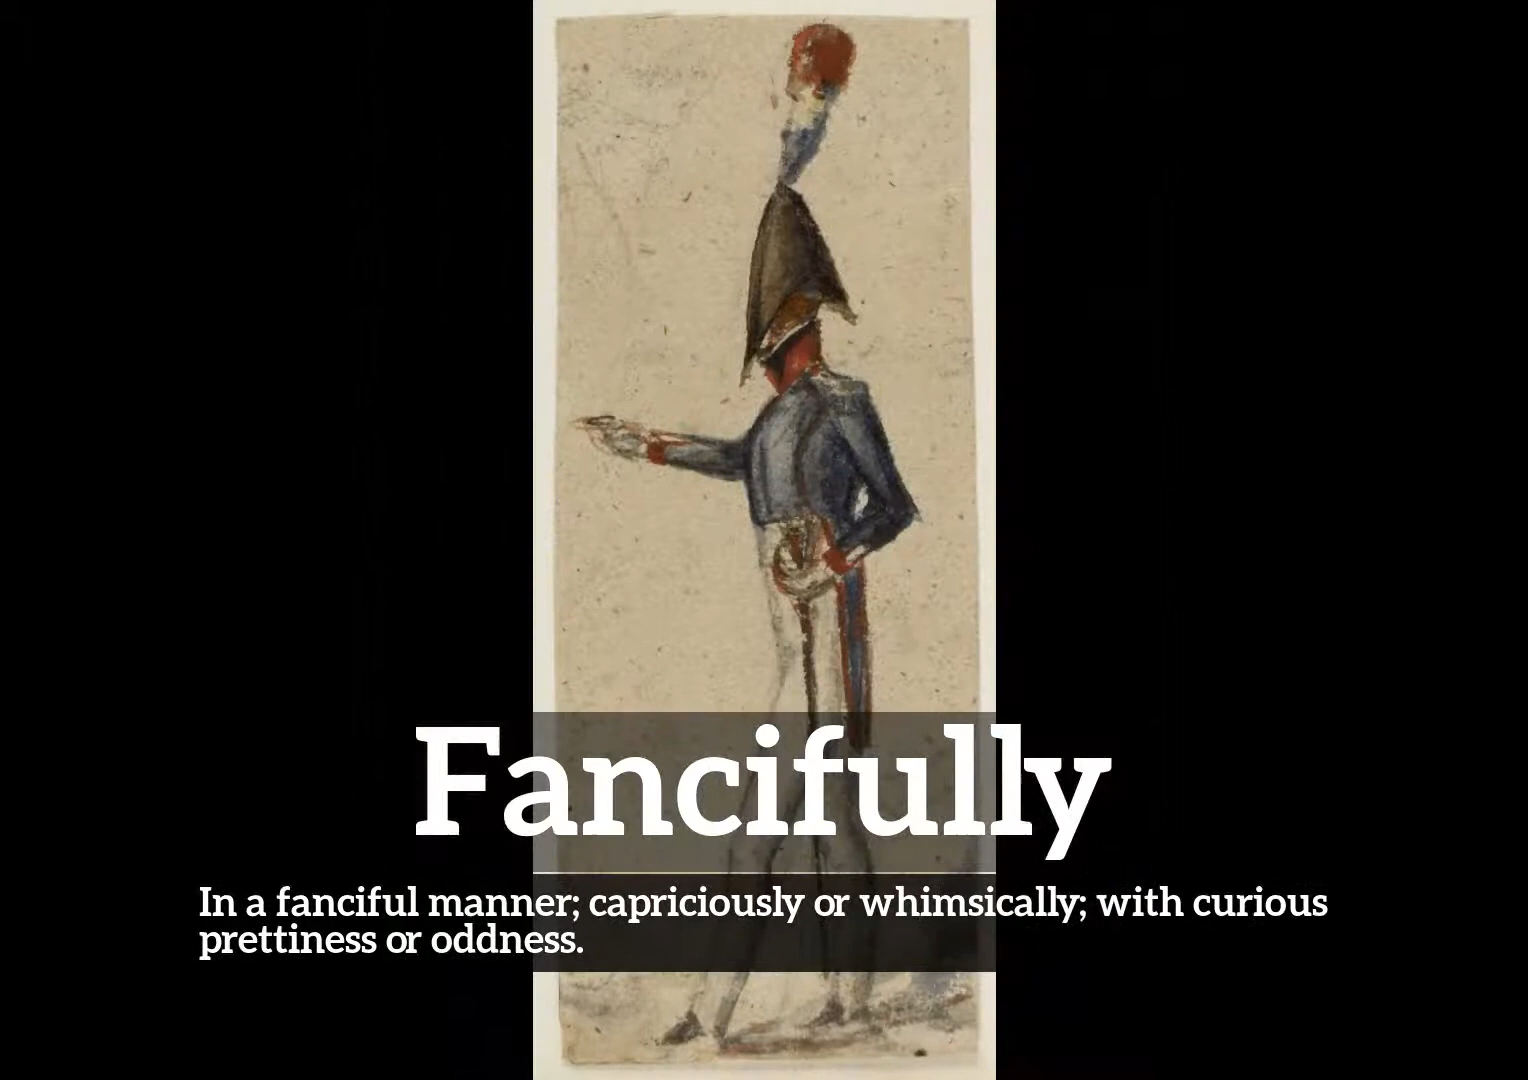 Fancifully
In a fanciful manner; capriciously or whimsically; with curious
prettiness or oddness.